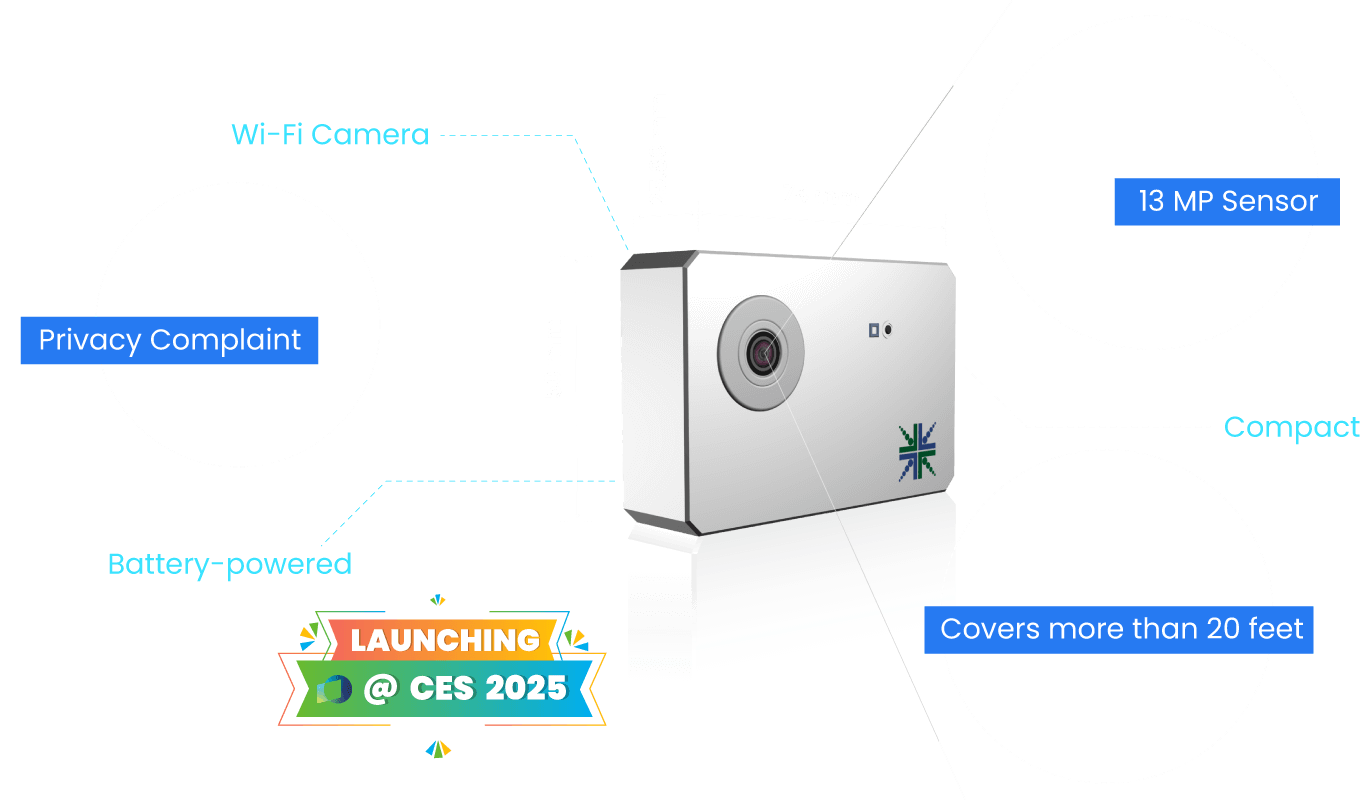 Wi-Fi Camera
13 MP Sensor
Privacy Complaint
Compact
Battery-powered
Covers more than 20 feet
LAUNCHING
@ CES 2025